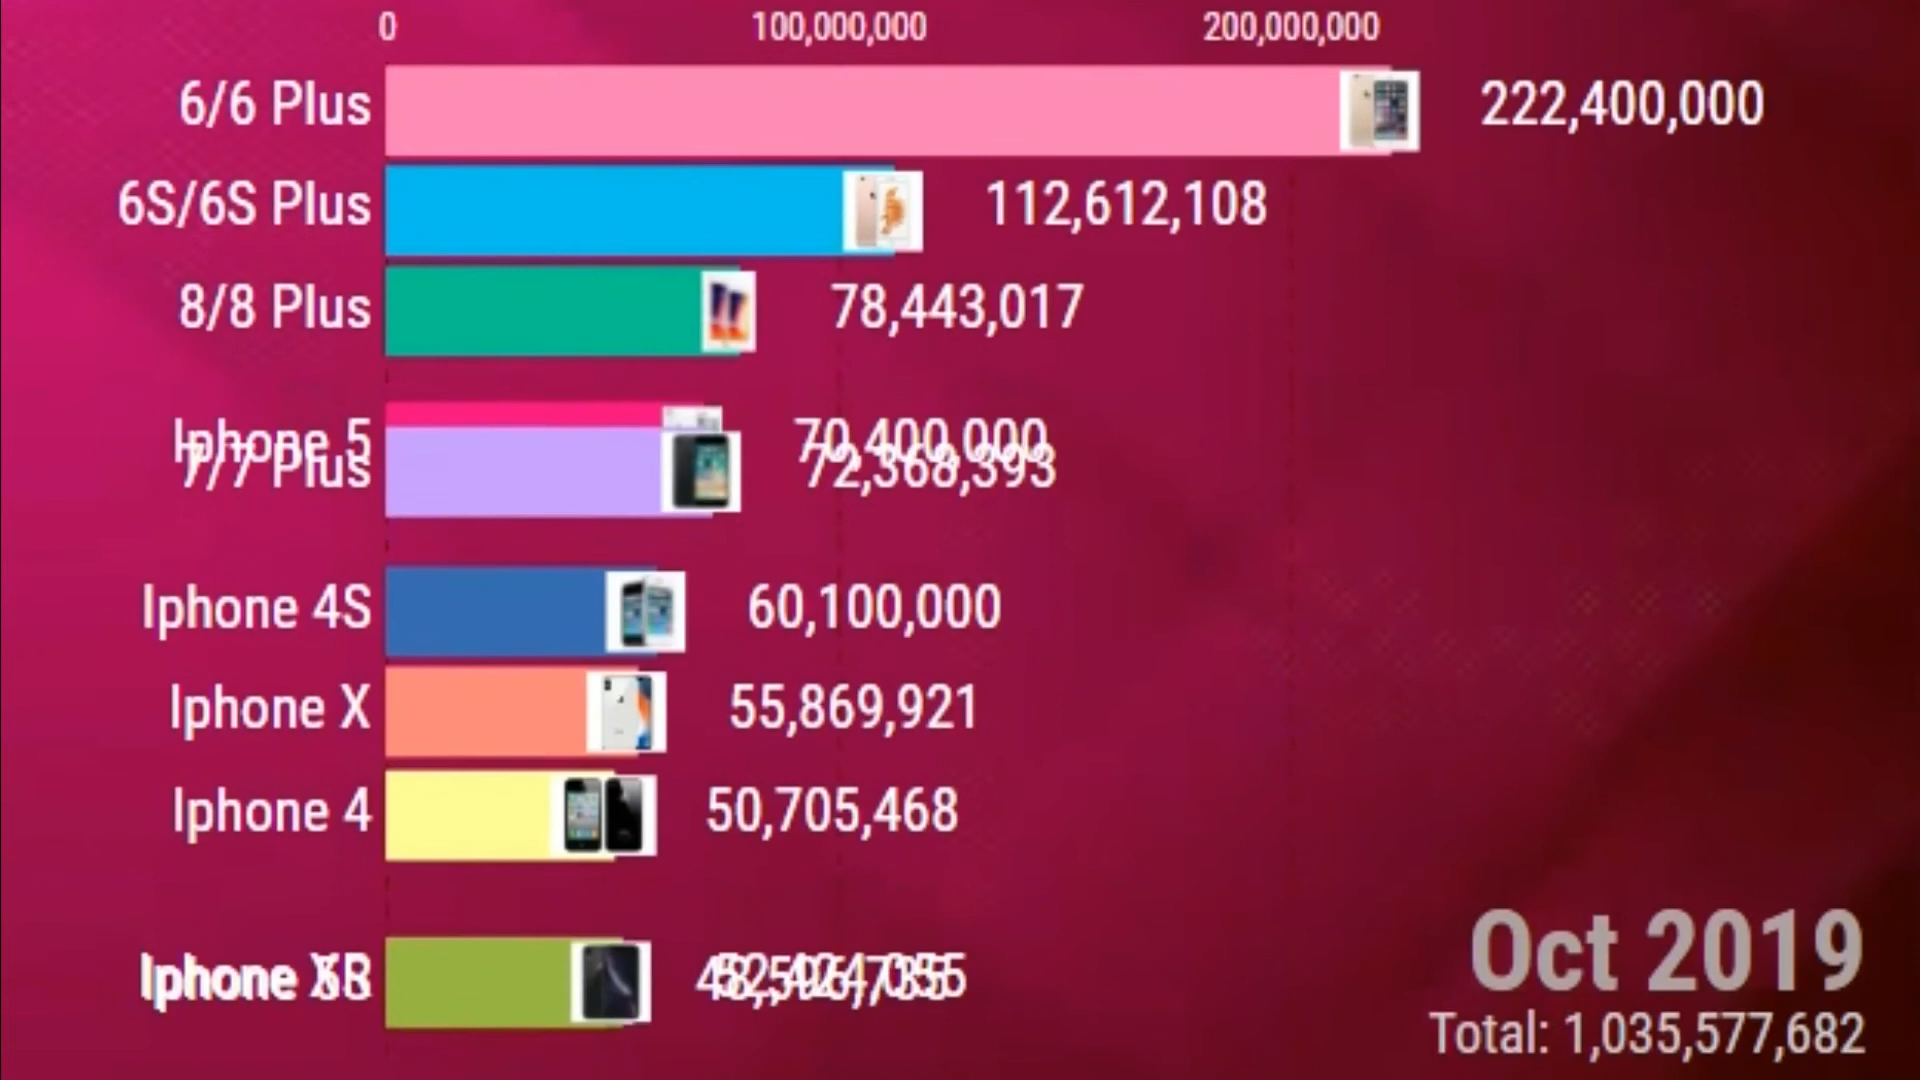 0 100,000,000 200,000,000
6/6 Plus 222,400,000
6S/6S Plus 112,612,108
8/8 Plus 78,443,017
Iphone 5 70,400,000
7/7 Plus 72,368,393
Iphone 4S 60,100,000
Iphone X 55,869,921
Iphone 4 50,705,468
Iphone
Oct 2019
Total: 1,035,577,682